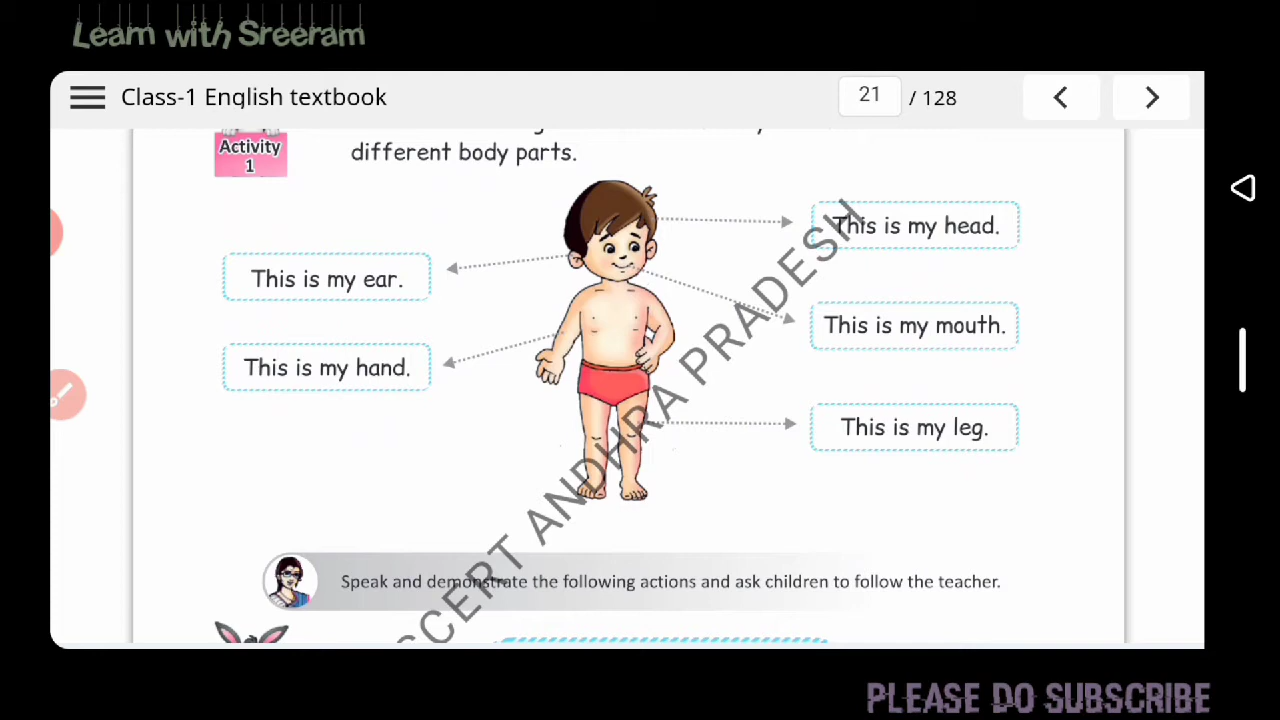 Learn with Sreeram
Class-1 English textbook
21 / 128
Activity
1
different body parts.
This is my head.
This is my ear.
This is my mouth.
This is my hand.
This is my leg.
SCERT ANDHRA PRADESH
Speak and demonstrate the following actions and ask children to follow the teacher.
PLEASE DO SUBSCRIBE